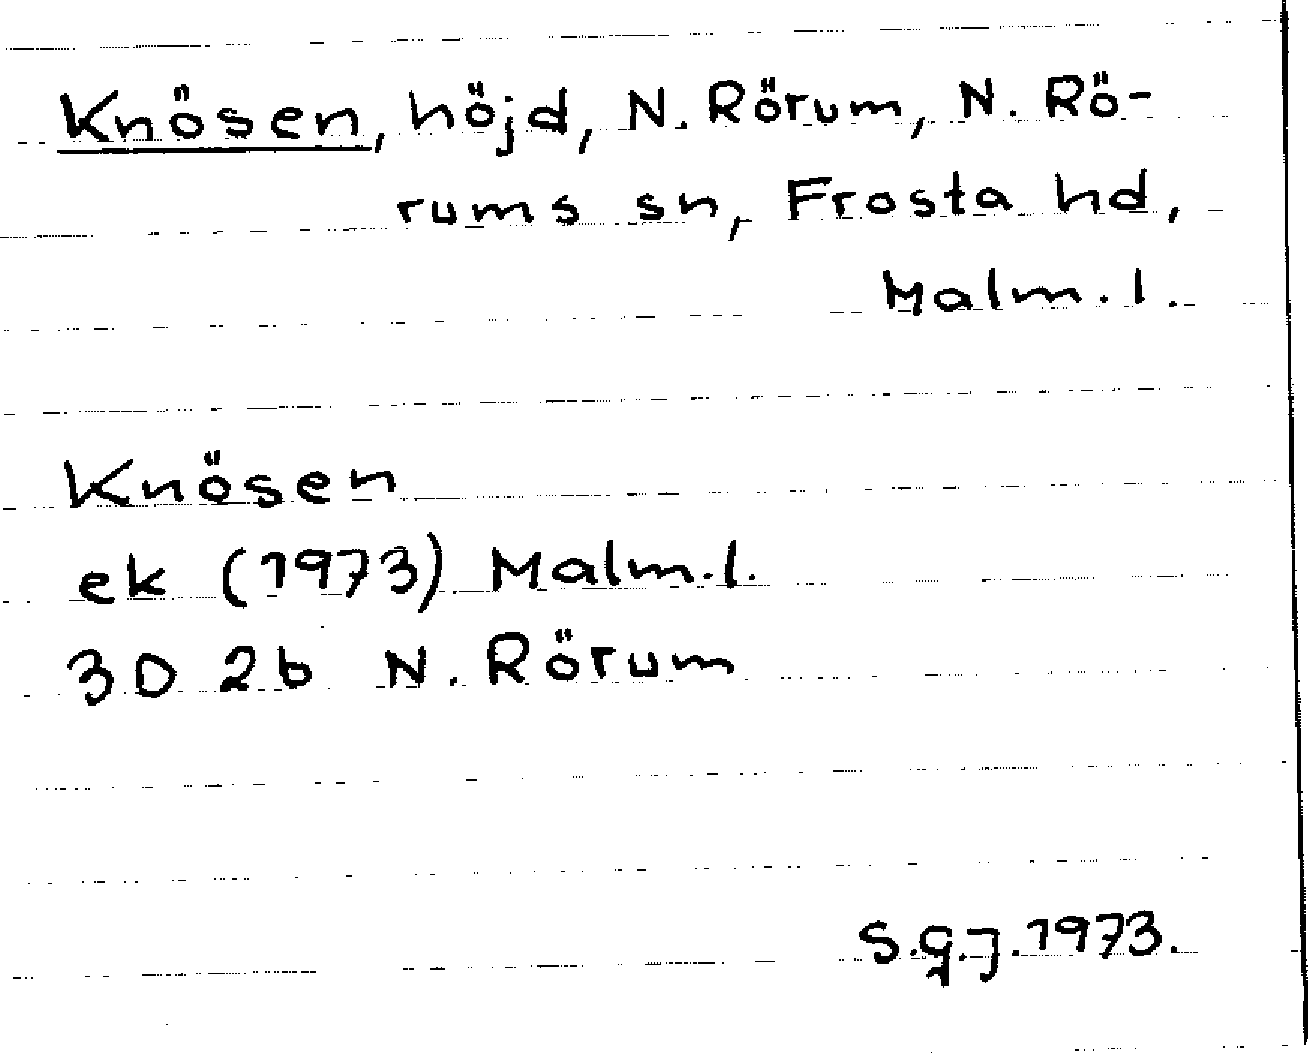 Knösen, höjd, N. Rörum, N. Rö-
rums sn, Frosta hd,
Malm. l.
Knösen
ek (1973) Malm. l.
3D 2b N. Rörum
S.G.J. 1973.